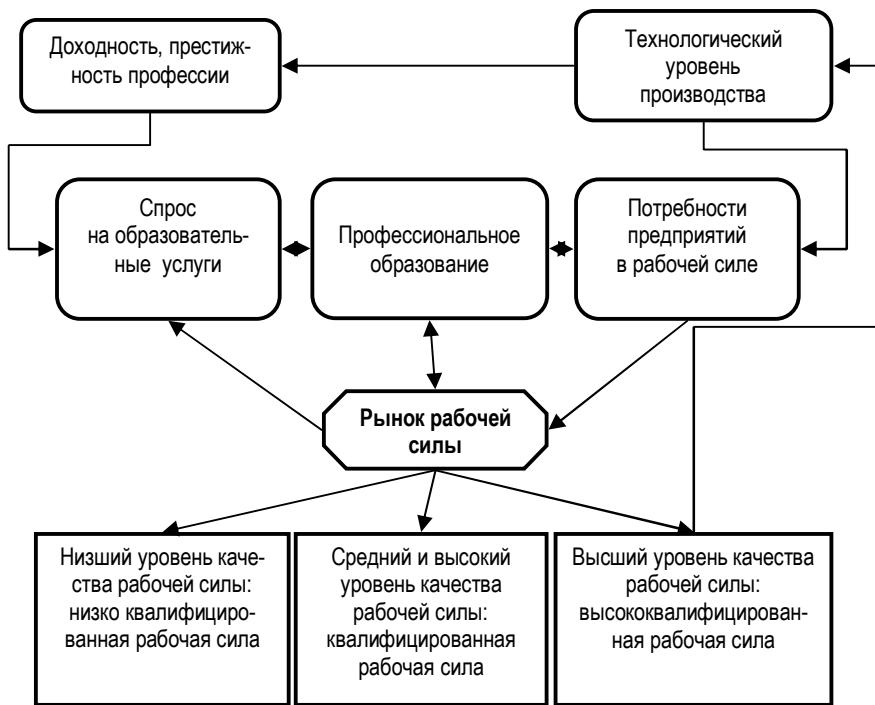 Доходность, престиж-
ность профессии
Технологический
уровень
производства
Спрос
на образователь-
ные услуги
Профессиональное
образование
Потребности
предприятий
в рабочей силе
Рынок рабочей
силы
Низший уровень каче-
ства рабочей силы:
низко квалифициро-
ванная рабочая сила
Средний и высокий
уровень качества
рабочей силы:
квалифицированная
рабочая сила
Высший уровень качества
рабочей силы:
высококвалифицирован-
ная рабочая сила